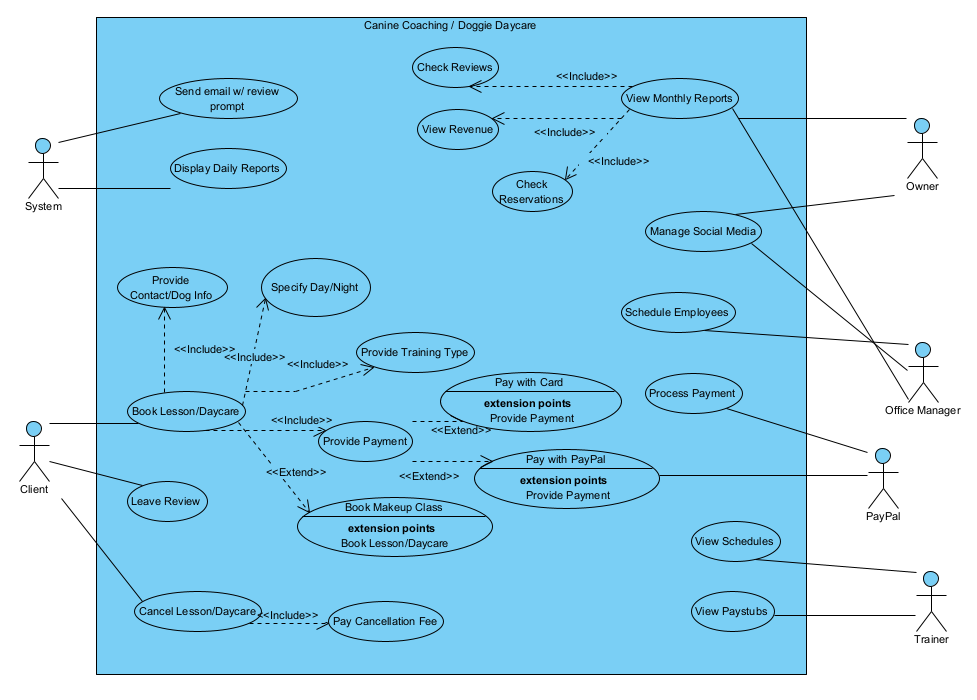 Canine Coaching / Doggie Daycare
Check Reviews
<<Include>>
Send email w/ review
prompt
View Monthly Reports
View Revenue
<<Include>>
<<Include>>
Display Daily Reports
Check
Reservations
System
Owner
Manage Social Media
Provide
Contact/Dog Info
Specify Day/Night
Schedule Employees
<<Include>>
<<Include>>
<<Include>>
Provide Training Type
Pay with Card
extension points
Provide Payment
Process Payment
Office Manager
Book Lesson/Daycare
<<Include>>
<<Extend>>
Provide Payment
Client
<<Extend>>
<<Extend>>
Pay with PayPal
extension points
Provide Payment
PayPal
Leave Review
Book Makeup Class
extension points
Book Lesson/Daycare
View Schedules
Cancel Lesson/Daycare
<<Include>>
Pay Cancellation Fee
View Paystubs
Trainer